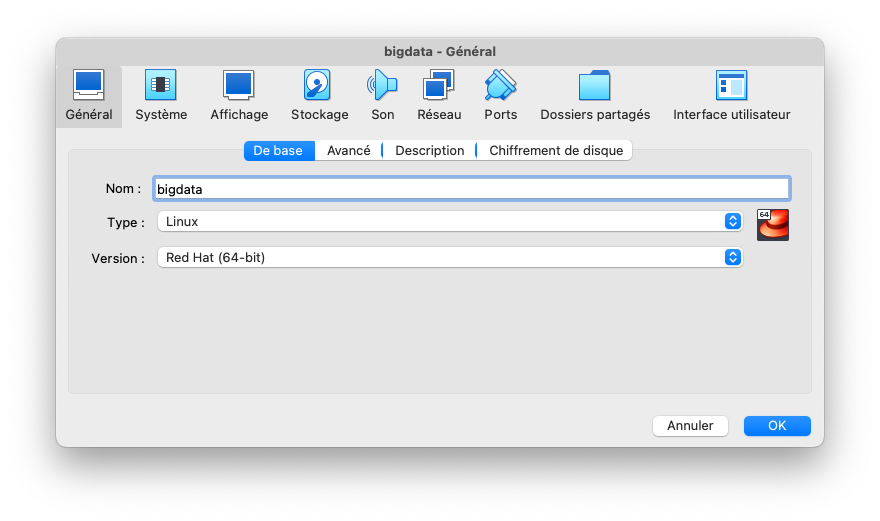 bigdata - Général
Général Système Affichage Stockage Son Réseau Ports Dossiers partagés Interface utilisateur
De base Avancé Description Chiffrement de disque
Nom : bigdata
Type : Linux
64
Version : Red Hat (64-bit)
Annuler OK